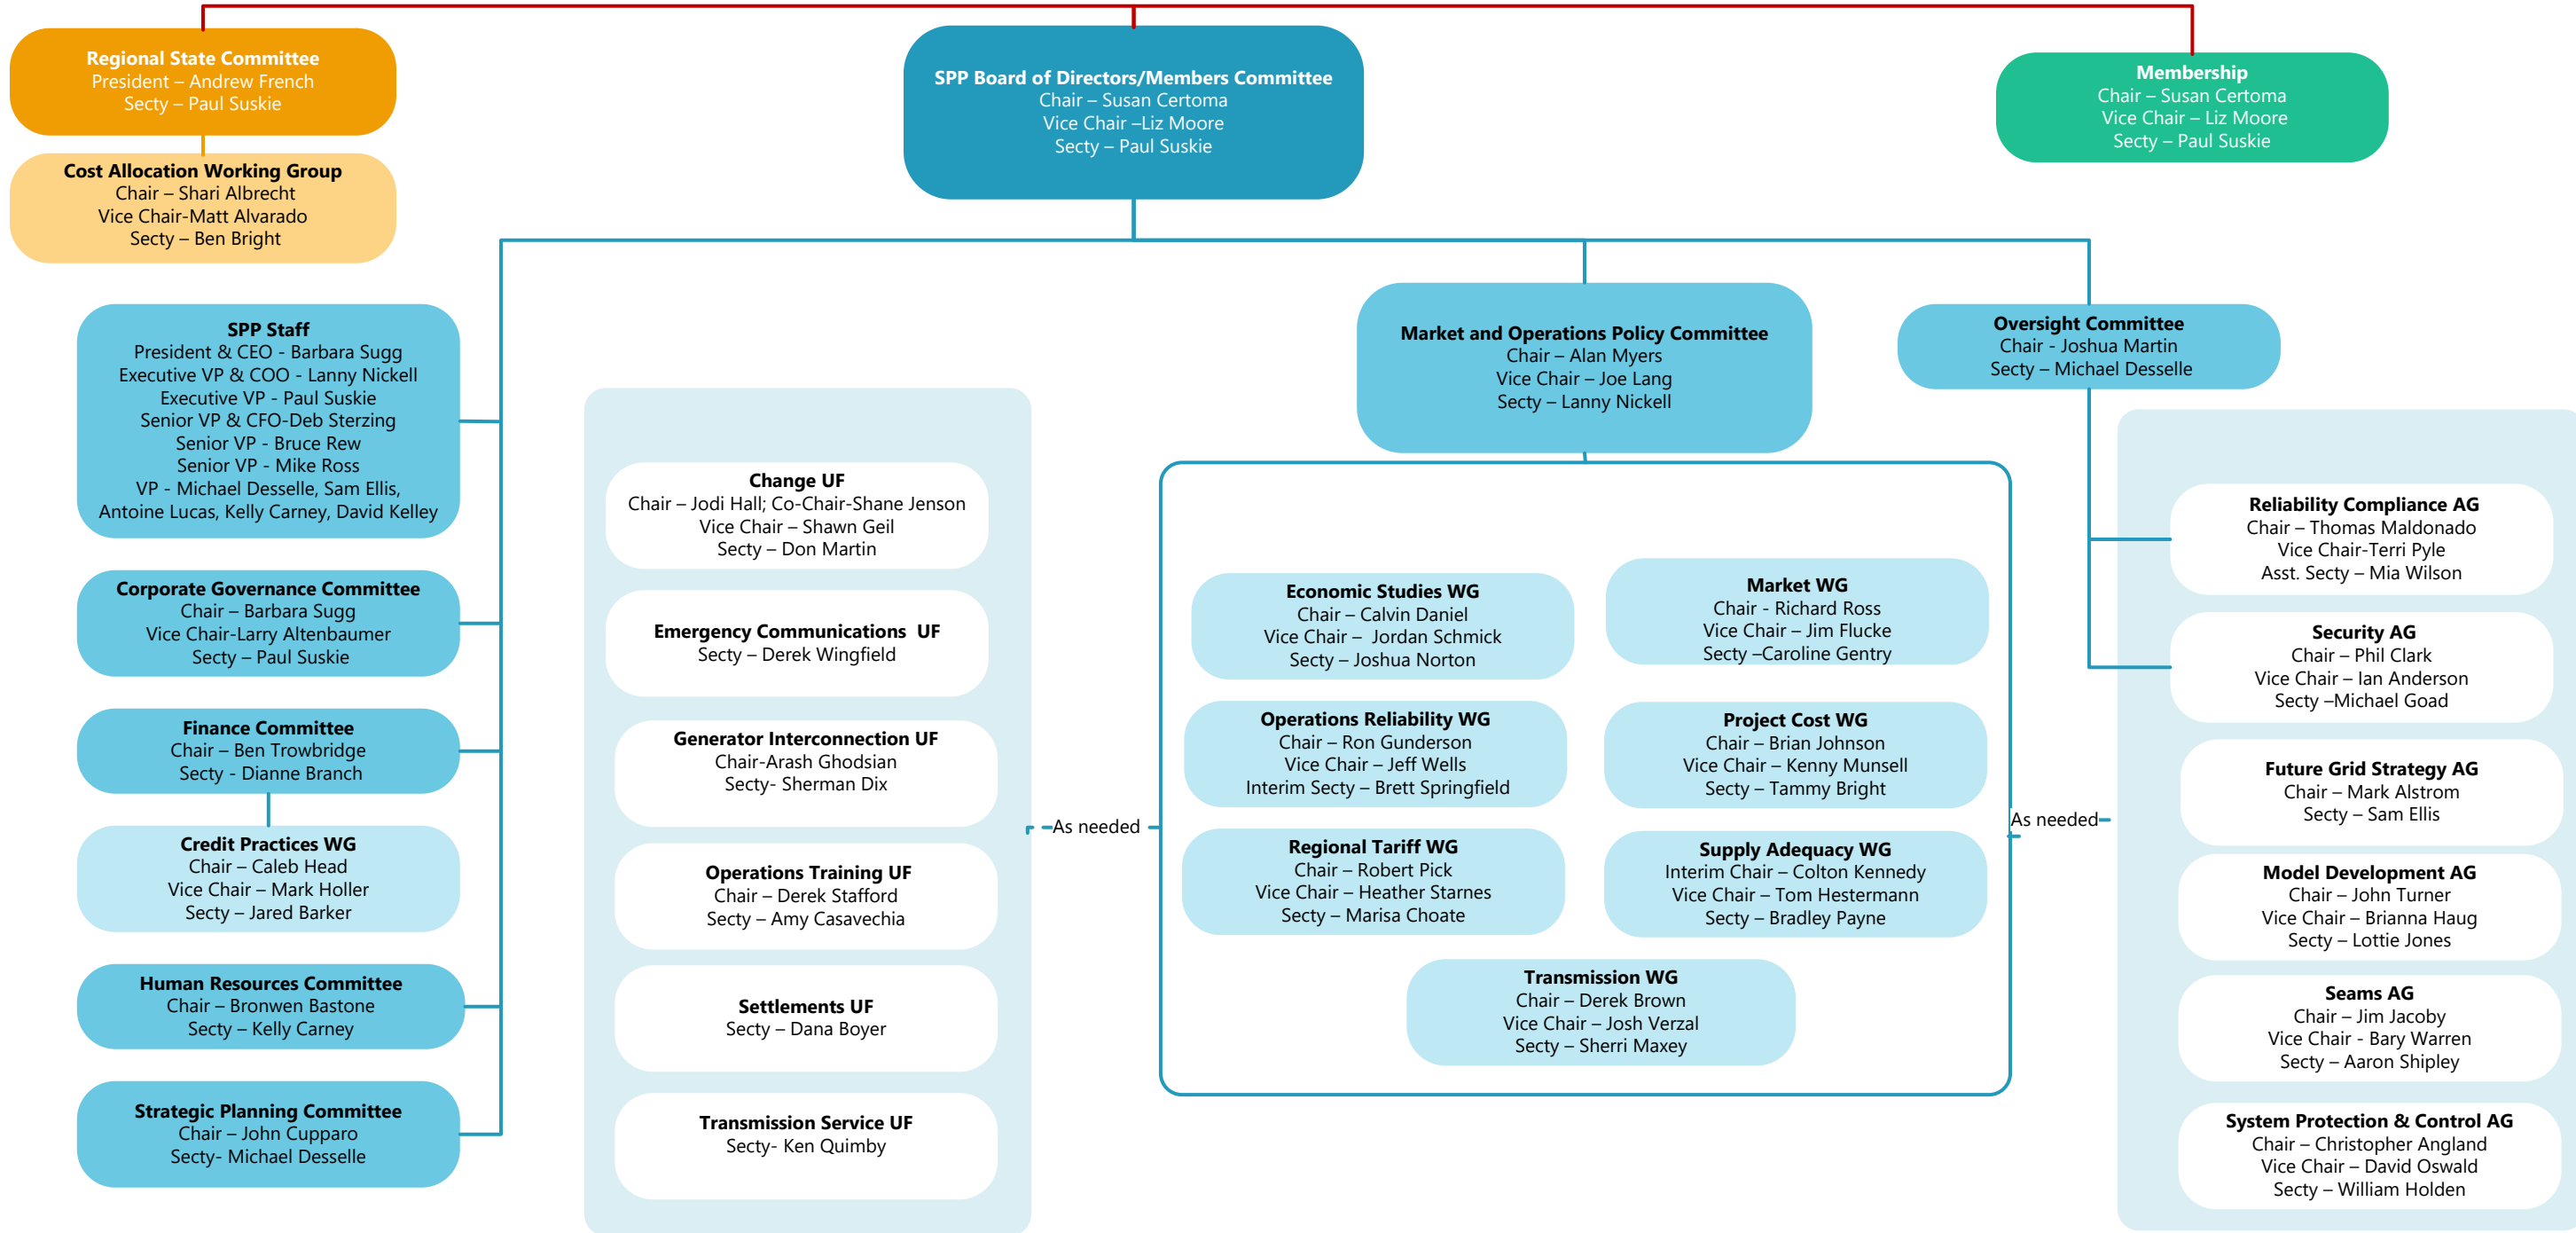 Regional State Committee
President – Andrew French
Secty – Paul Suskie
Cost Allocation Working Group
Chair – Shari Albrecht
Vice Chair-Matt Alvarado
Secty – Ben Bright
SPP Board of Directors/Members Committee
Chair – Susan Certoma
Vice Chair –Liz Moore
Secty – Paul Suskie
Membership
Chair – Susan Certoma
Vice Chair – Liz Moore
Secty – Paul Suskie
SPP Staff
President & CEO - Barbara Sugg
Executive VP & COO - Lanny Nickell
Executive VP - Paul Suskie
Senior VP & CFO-Deb Sterzing
Senior VP - Bruce Rew
Senior VP - Mike Ross
VP - Michael Desselle, Sam Ellis,
Antoine Lucas, Kelly Carney, David Kelley
Corporate Governance Committee
Chair – Barbara Sugg
Vice Chair-Larry Altenbaumer
Secty – Paul Suskie
Finance Committee
Chair – Ben Trowbridge
Secty - Dianne Branch
Credit Practices WG
Chair – Caleb Head
Vice Chair – Mark Holler
Secty – Jared Barker
Human Resources Committee
Chair – Bronwen Bastone
Secty – Kelly Carney
Strategic Planning Committee
Chair – John Cupparo
Secty- Michael Desselle
Change UF
Chair – Jodi Hall; Co-Chair-Shane Jenson
Vice Chair – Shawn Geil
Secty – Don Martin
Emergency Communications  UF
Secty – Derek Wingfield
Generator Interconnection UF
Chair-Arash Ghodsian
Secty- Sherman Dix
Operations Training UF
Chair – Derek Stafford
Secty – Amy Casavechia
Settlements UF
Secty – Dana Boyer
Transmission Service UF
Secty- Ken Quimby
As needed
Market and Operations Policy Committee
Chair – Alan Myers
Vice Chair – Joe Lang
Secty – Lanny Nickell
Economic Studies WG
Chair – Calvin Daniel
Vice Chair –  Jordan Schmick
Secty – Joshua Norton
Market WG
Chair - Richard Ross
Vice Chair – Jim Flucke
Secty –Caroline Gentry
Operations Reliability WG
Chair – Ron Gunderson
Vice Chair – Jeff Wells
Interim Secty – Brett Springfield
Project Cost WG
Chair – Brian Johnson
Vice Chair – Kenny Munsell
Secty – Tammy Bright
Regional Tariff WG
Chair – Robert Pick
Vice Chair – Heather Starnes
Secty – Marisa Choate
Supply Adequacy WG
Interim Chair – Colton Kennedy
Vice Chair – Tom Hestermann
Secty – Bradley Payne
Transmission WG
Chair – Derek Brown
Vice Chair – Josh Verzal
Secty – Sherri Maxey
As needed
Oversight Committee
Chair - Joshua Martin
Secty – Michael Desselle
Reliability Compliance AG
Chair – Thomas Maldonado
Vice Chair-Terri Pyle
Asst. Secty – Mia Wilson
Security AG
Chair – Phil Clark
Vice Chair – Ian Anderson
Secty –Michael Goad
Future Grid Strategy AG
Chair – Mark Alstrom
Secty – Sam Ellis
Model Development AG
Chair – John Turner
Vice Chair – Brianna Haug
Secty – Lottie Jones
Seams AG
Chair – Jim Jacoby
Vice Chair - Bary Warren
Secty – Aaron Shipley
System Protection & Control AG
Chair – Christopher Angland
Vice Chair – David Oswald
Secty – William Holden